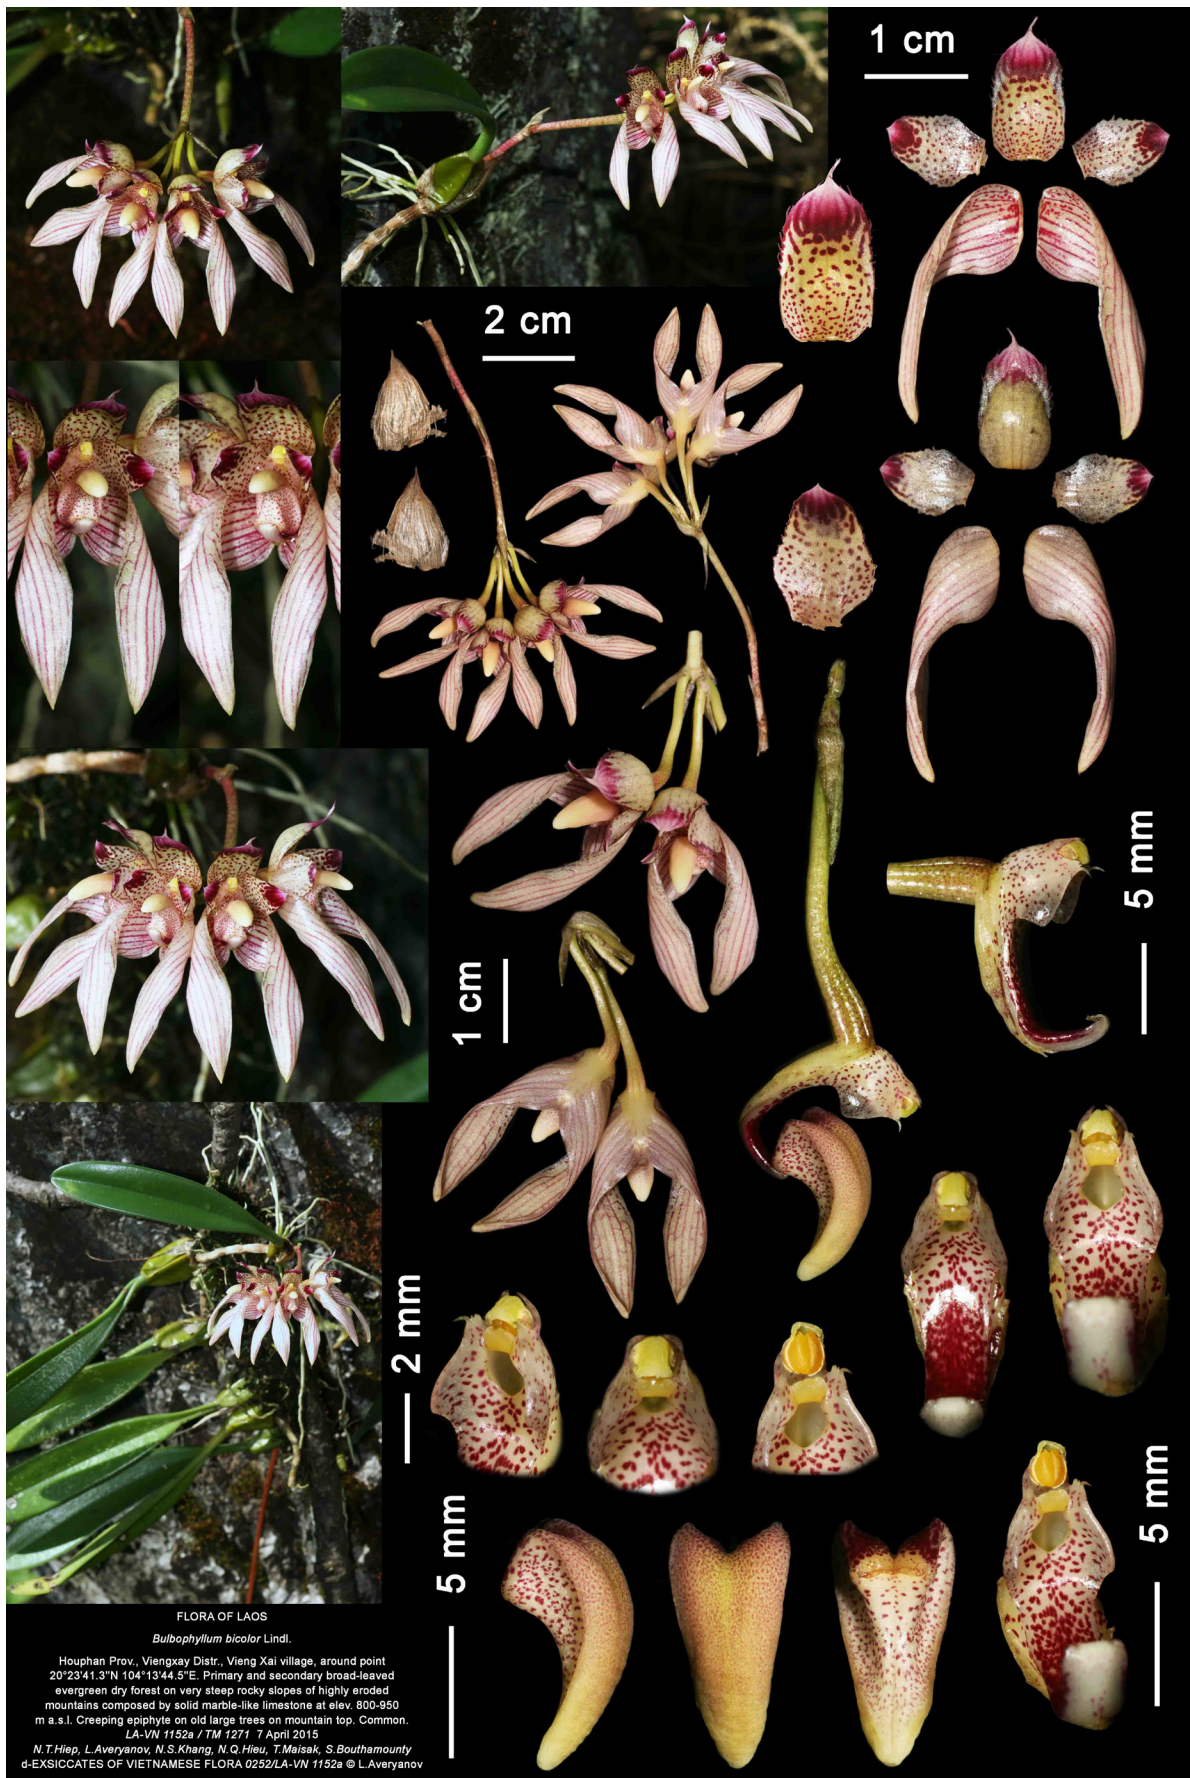 1 cm
2 cm
5 mm
1 cm
2 mm
5 mm
5 mm
FLORA OF LAOS
Bulbophyllum bicolor Lindl.
Houphan Prov., Viengxay Distr., Vieng Xai village, around point
20°23'41.3"N 104°13'44.5"E. Primary and secondary broad-leaved
evergreen dry forest on very steep rocky slopes of highly eroded
mountains composed by solid marble-like limestone at elev. 800-950
m a.s.l. Creeping epiphyte on old large trees on mountain top. Common.
LA-VN 1152a / TM 1271 7 April 2015
N.T.Hiep, L.Averyanov, N.S.Khang, N.Q.Hieu, T.Maisak, S.Bouthamounty
d-EXSICCATES OF VIETNAMESE FLORA 0252/LA-VN 1152a © L.Averyanov